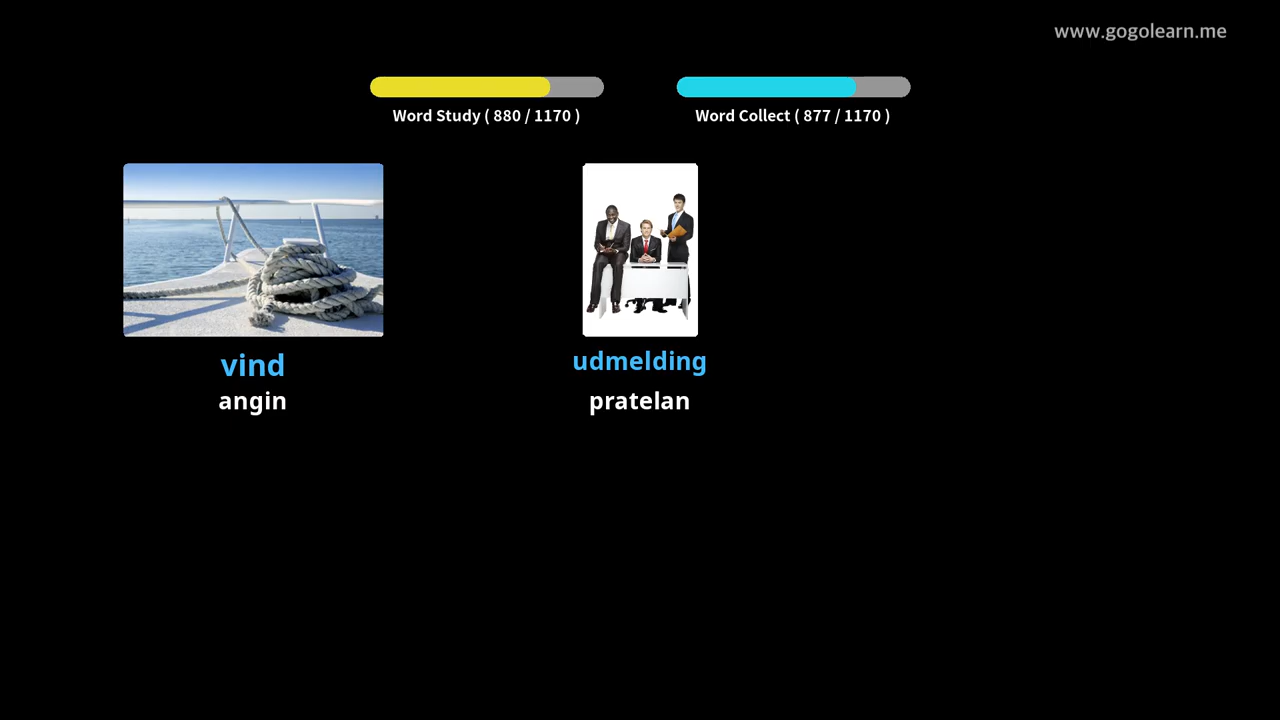 www.gogolearn.me
Word Study ( 880 / 1170 )
Word Collect ( 877 / 1170 )
vind
angin
udmelding
pratelan